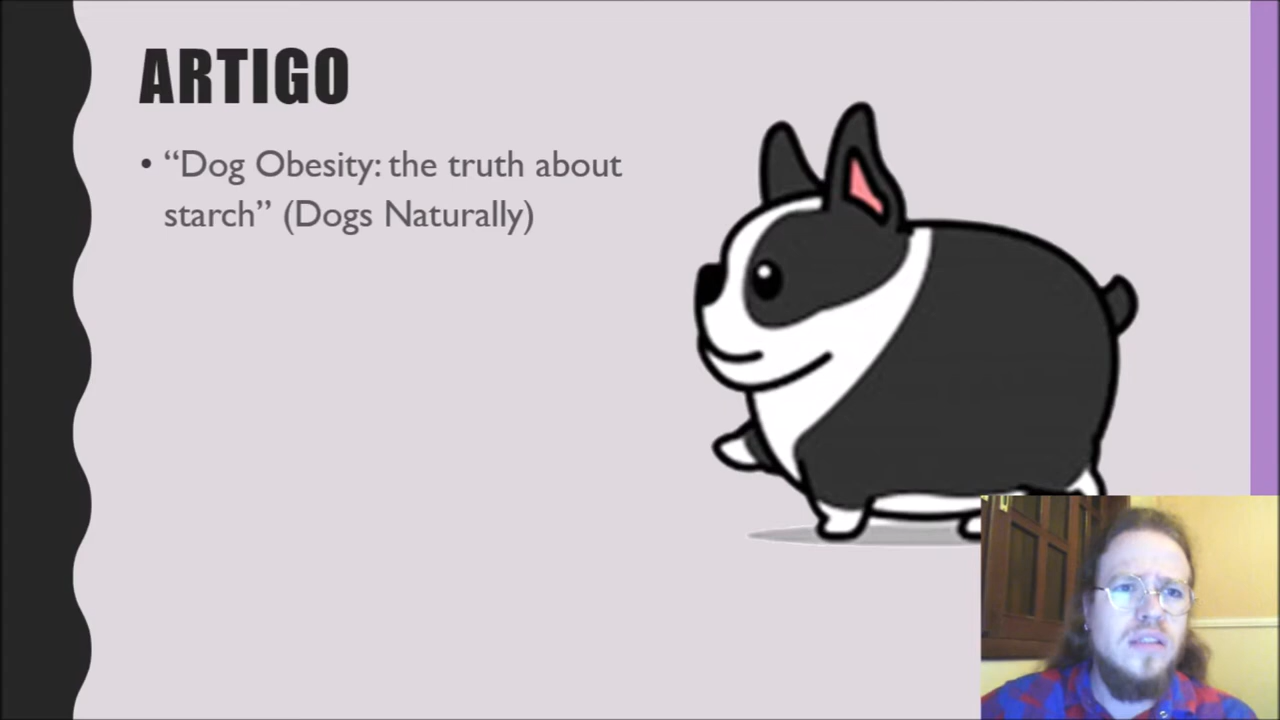 ARTIGO
• “Dog Obesity: the truth about
starch” (Dogs Naturally)